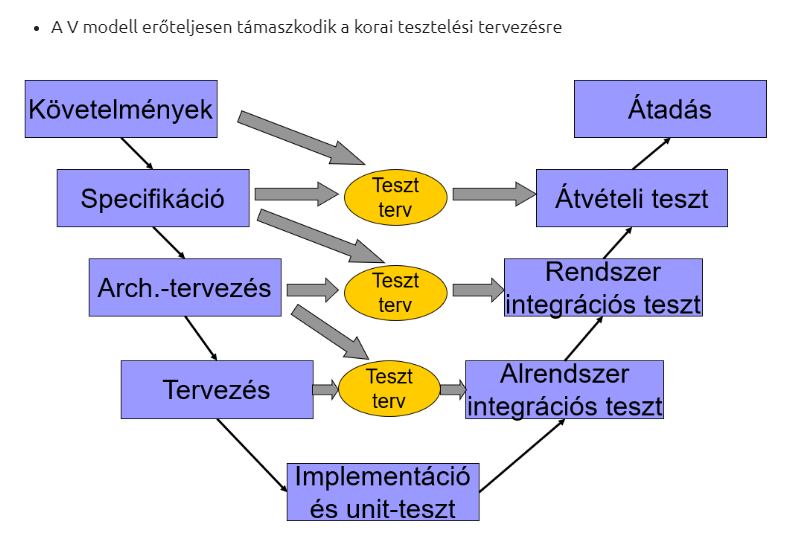 • A V modell erőteljesen támaszkodik a korai tesztelési tervezésre
Követelmények
Átadás
Specifikáció
Teszt
terv
Átvételi teszt
Arch.-tervezés
Teszt
terv
Rendszer
integrációs teszt
Tervezés
Teszt
terv
Alrendszer
integrációs teszt
Implementáció
és unit-teszt